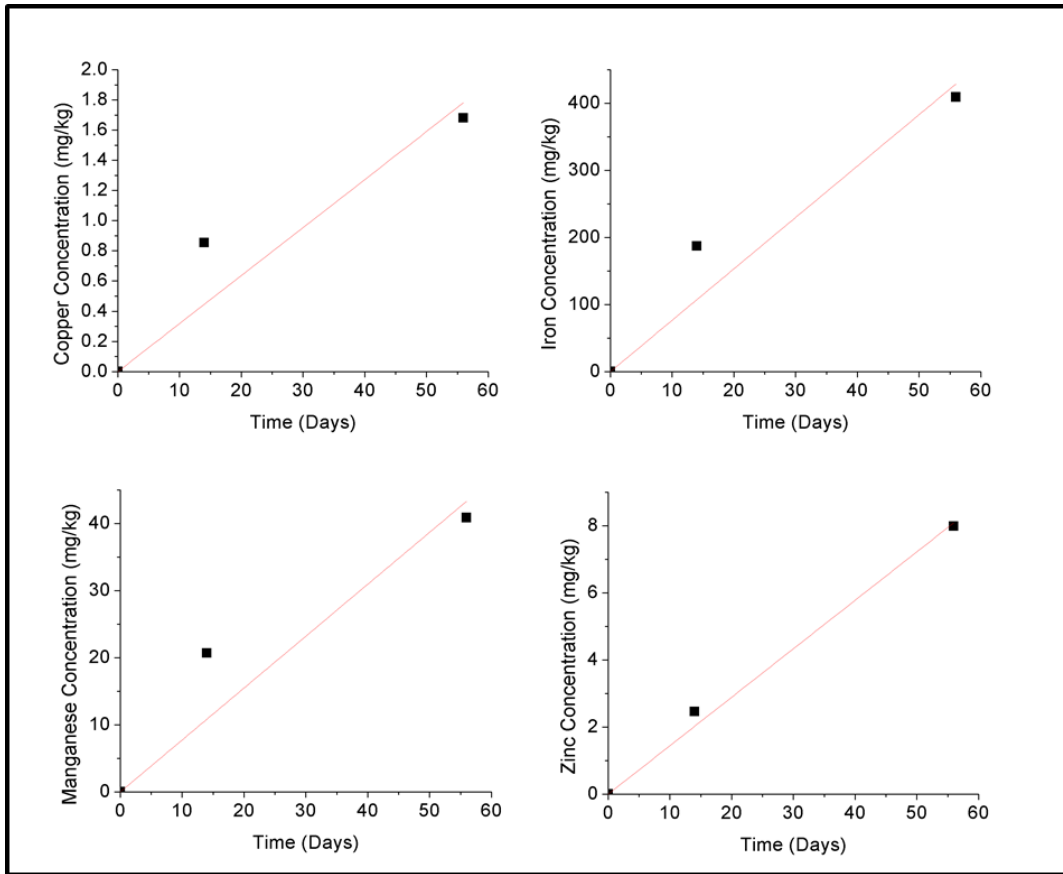 Copper Concentration (mg/kg)
2.0
1.8
1.6
1.4
1.2
1.0
0.8
0.6
0.4
0.2
0.0
0 10 20 30 40 50 60
Time (Days)
Iron Concentration (mg/kg)
400
300
200
100
0
0 10 20 30 40 50 60
Time (Days)
Manganese Concentration (mg/kg)
40
30
20
10
0
0 10 20 30 40 50 60
Time (Days)
Zinc Concentration (mg/kg)
8
6
4
2
0
0 10 20 30 40 50 60
Time (Days)